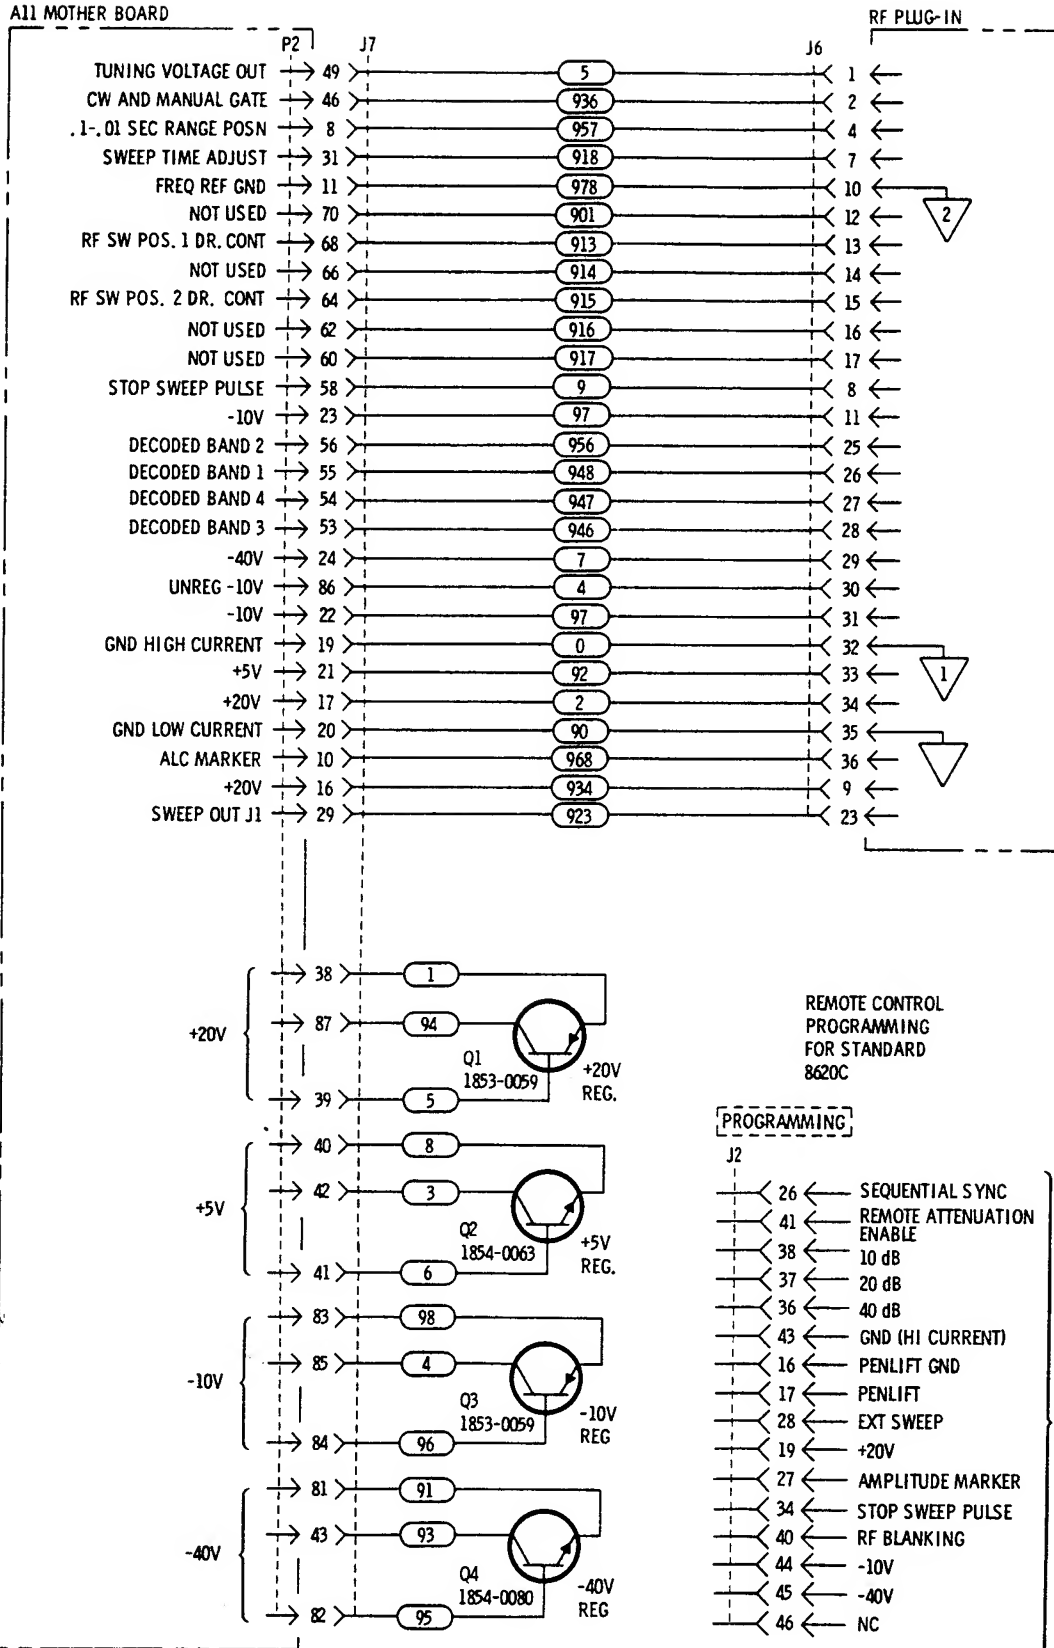 A11 MOTHER BOARD
RF PLUG-IN
P2 J7 J6
TUNING VOLTAGE OUT 49 5 1
CW AND MANUAL GATE 46 936 2
.1-.01 SEC RANGE POSN 8 957 4
SWEEP TIME ADJUST 31 918 7
FREQ REF GND 11 978 10
NOT USED 70 901 12
2
RF SW POS. 1 DR. CONT 68 913 13
NOT USED 66 914 14
RF SW POS. 2 DR. CONT 64 915 15
NOT USED 62 916 16
NOT USED 60 917 17
STOP SWEEP PULSE 58 9 8
-10V 23 97 11
DECODED BAND 2 56 956 25
DECODED BAND 1 55 948 26
DECODED BAND 4 54 947 27
DECODED BAND 3 53 946 28
-40V 24 7 29
UNREG -10V 86 4 30
-10V 22 97 31
GND HIGH CURRENT 19 0 32
+5V 21 92 33
1
+20V 17 2 34
GND LOW CURRENT 20 90 35
ALC MARKER 10 968 36
+20V 16 934 9
SWEEP OUT J1 29 923 23
38 1
+20V
87 94
Q1
1853-0059
+20V
REG.
39 5
40 8
+5V
42 3
Q2
1854-0063
+5V
REG.
41 6
83 98
-10V
85 4
Q3
1853-0059
-10V
REG
84 96
81 91
-40V
43 93
Q4
1854-0080
-40V
REG
82 95
REMOTE CONTROL
PROGRAMMING
FOR STANDARD
8620C
PROGRAMMING
J2
26 SEQUENTIAL SYNC
41 REMOTE ATTENUATION
ENABLE
38 10 dB
37 20 dB
36 40 dB
43 GND (HI CURRENT)
16 PENLIFT GND
17 PENLIFT
28 EXT SWEEP
19 +20V
27 AMPLITUDE MARKER
34 STOP SWEEP PULSE
40 RF BLANKING
44 -10V
45 -40V
46 NC